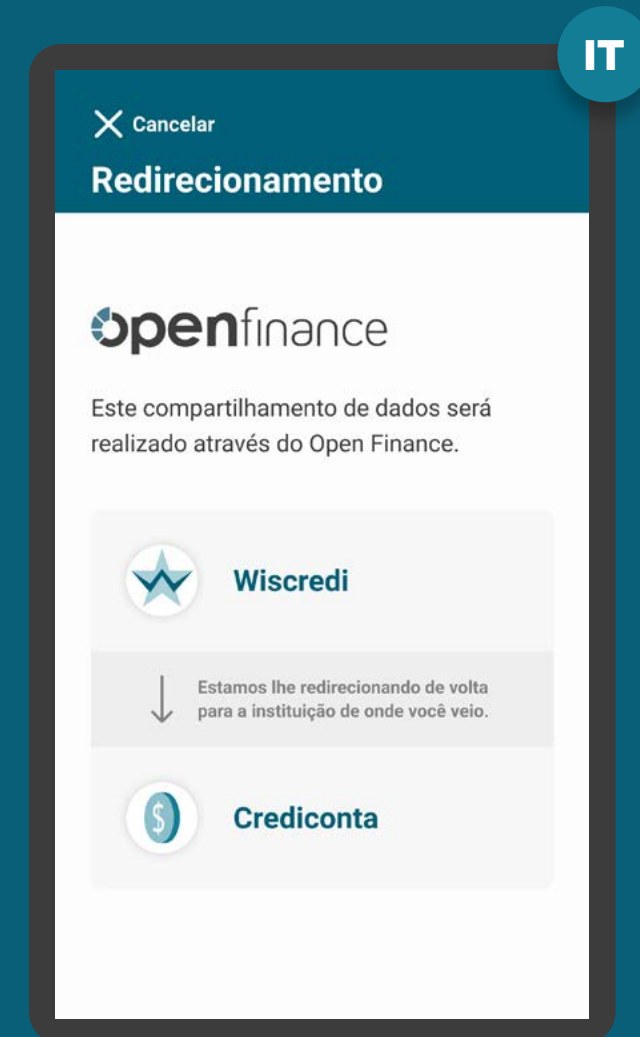 IT
Cancelar
Redirecionamento
openfinance
Este compartilhamento de dados será
realizado através do Open Finance.
Wiscredi
Estamos lhe redirecionando de volta
para a instituição de onde você veio.
$
Crediconta